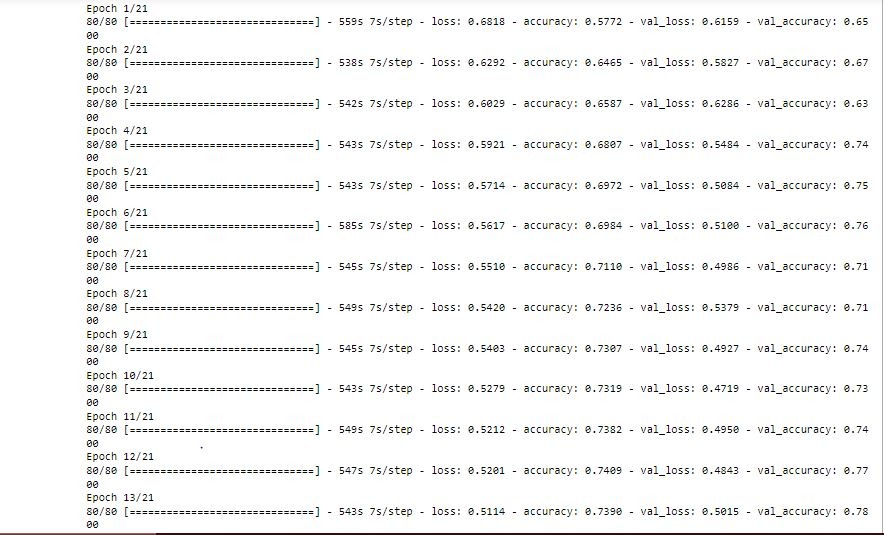 Epoch 1/21
80/80 [==============================] - 559s 7s/step - loss: 0.6818 - accuracy: 0.5772 - val_loss: 0.6159 - val_accuracy: 0.65
00
Epoch 2/21
80/80 [==============================] - 538s 7s/step - loss: 0.6292 - accuracy: 0.6465 - val_loss: 0.5827 - val_accuracy: 0.67
00
Epoch 3/21
80/80 [==============================] - 542s 7s/step - loss: 0.6029 - accuracy: 0.6587 - val_loss: 0.6286 - val_accuracy: 0.63
00
Epoch 4/21
80/80 [==============================] - 543s 7s/step - loss: 0.5921 - accuracy: 0.6807 - val_loss: 0.5484 - val_accuracy: 0.74
00
Epoch 5/21
80/80 [==============================] - 543s 7s/step - loss: 0.5714 - accuracy: 0.6972 - val_loss: 0.5084 - val_accuracy: 0.75
00
Epoch 6/21
80/80 [==============================] - 585s 7s/step - loss: 0.5617 - accuracy: 0.6984 - val_loss: 0.5100 - val_accuracy: 0.76
00
Epoch 7/21
80/80 [==============================] - 545s 7s/step - loss: 0.5510 - accuracy: 0.7110 - val_loss: 0.4986 - val_accuracy: 0.71
00
Epoch 8/21
80/80 [==============================] - 549s 7s/step - loss: 0.5420 - accuracy: 0.7236 - val_loss: 0.5379 - val_accuracy: 0.71
00
Epoch 9/21
80/80 [==============================] - 545s 7s/step - loss: 0.5403 - accuracy: 0.7307 - val_loss: 0.4927 - val_accuracy: 0.74
00
Epoch 10/21
80/80 [==============================] - 543s 7s/step - loss: 0.5279 - accuracy: 0.7319 - val_loss: 0.4719 - val_accuracy: 0.73
00
Epoch 11/21
80/80 [==============================] - 549s 7s/step - loss: 0.5212 - accuracy: 0.7382 - val_loss: 0.4950 - val_accuracy: 0.74
00
Epoch 12/21
80/80 [==============================] - 547s 7s/step - loss: 0.5201 - accuracy: 0.7409 - val_loss: 0.4843 - val_accuracy: 0.77
00
Epoch 13/21
80/80 [==============================] - 543s 7s/step - loss: 0.5114 - accuracy: 0.7390 - val_loss: 0.5015 - val_accuracy: 0.78
00